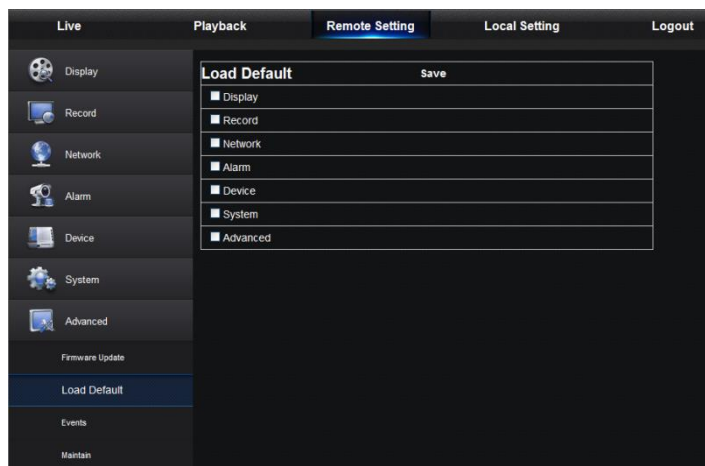 Live Playback Remote Setting Local Setting Logout
Display
Record
Network
Alarm
Device
System
Advanced
Firmware Update
Load Default
Events
Maintain
Load Default Save
Display
Record
Network
Alarm
Device
System
Advanced